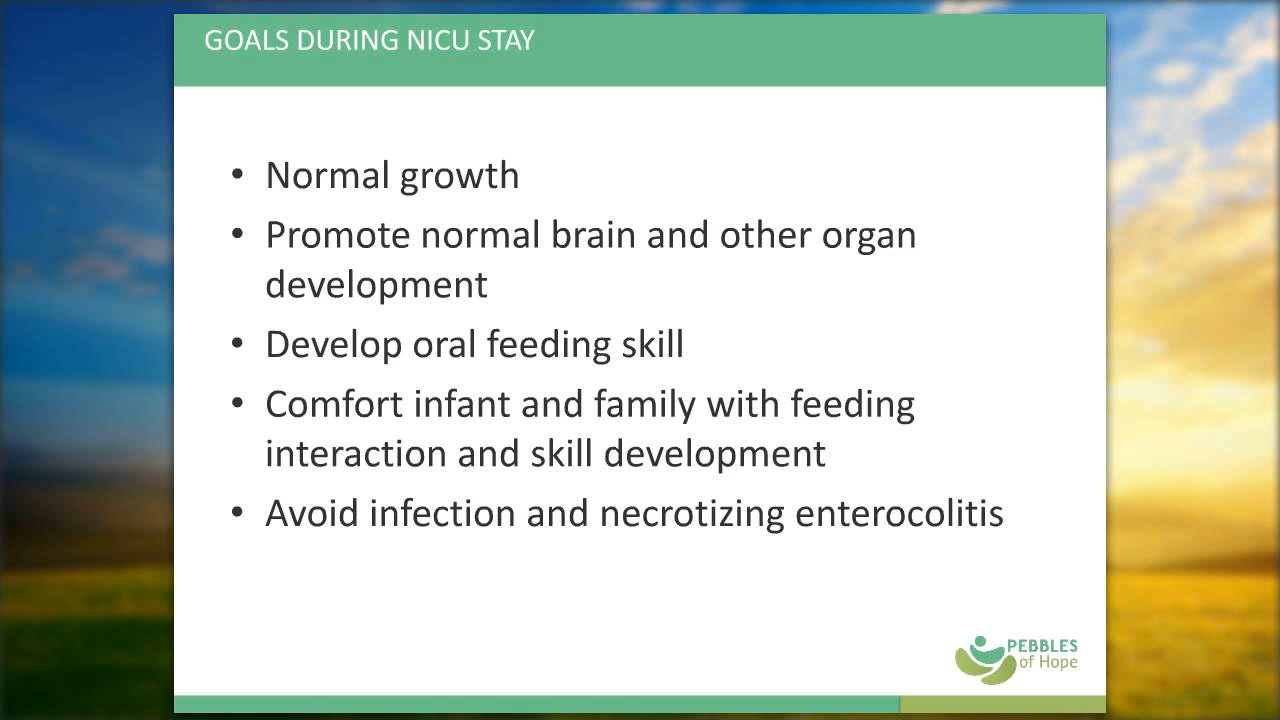 GOALS DURING NICU STAY
• Normal growth
• Promote normal brain and other organ
development
• Develop oral feeding skill
• Comfort infant and family with feeding
interaction and skill development
• Avoid infection and necrotizing enterocolitis
PEBBLES
of Hope